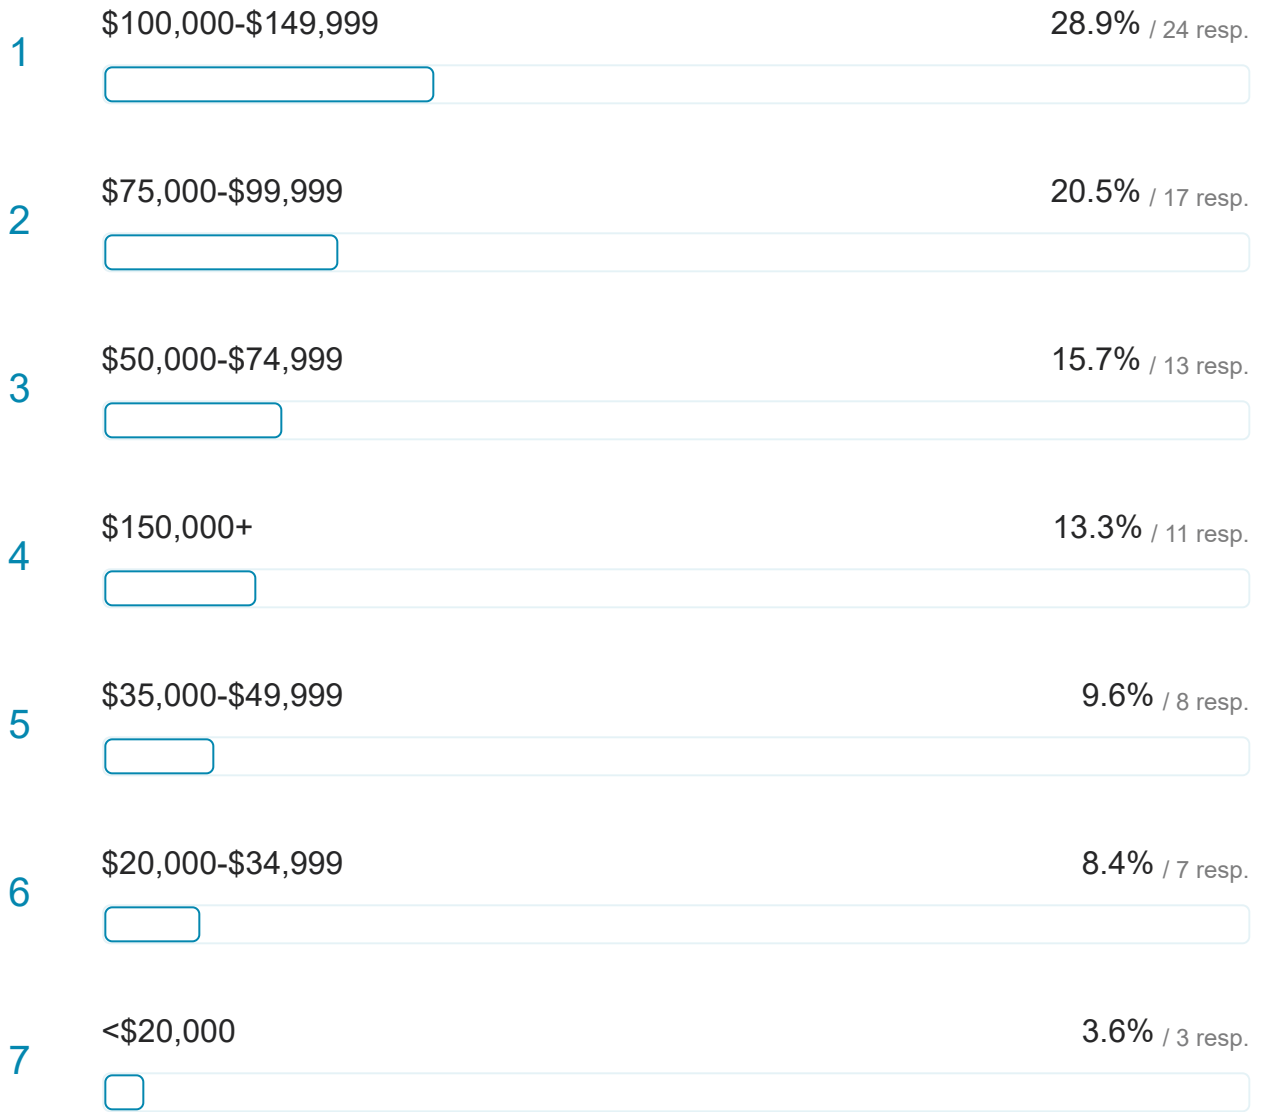 1 $100,000-$149,999 28.9% / 24 resp.
2 $75,000-$99,999 20.5% / 17 resp.
3 $50,000-$74,999 15.7% / 13 resp.
4 $150,000+ 13.3% / 11 resp.
5 $35,000-$49,999 9.6% / 8 resp.
6 $20,000-$34,999 8.4% / 7 resp.
7 <$20,000 3.6% / 3 resp.